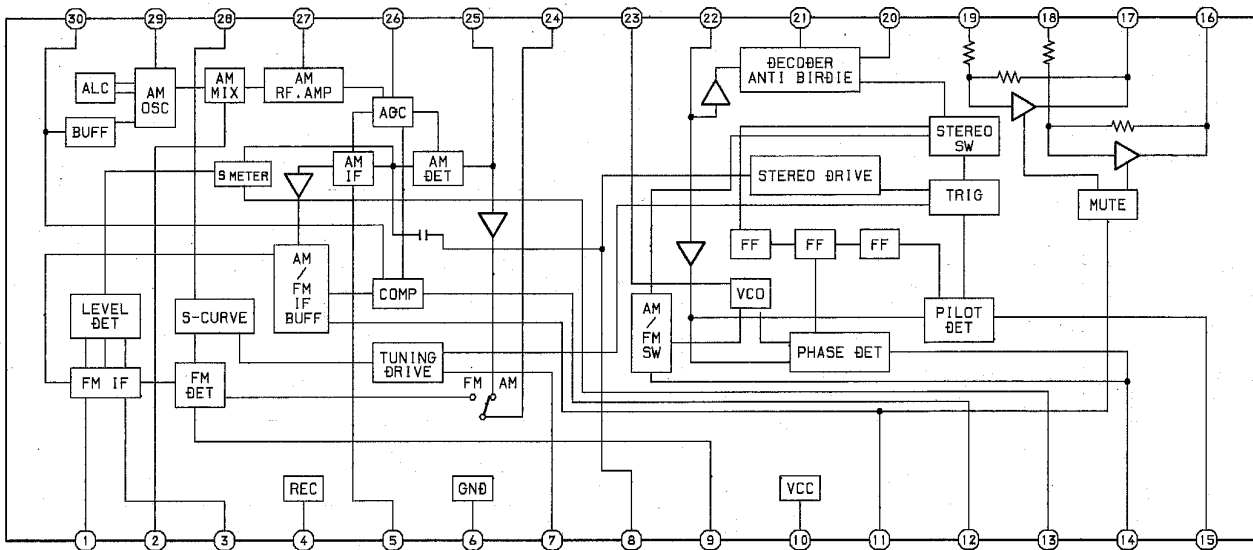 30 29 28 27 26 25 24 23 22 21 20 19 18 17 16
ALC
AM
OSC
AM
MIX
AM
RF.AMP
BUFF
AGC
S METER
AM
IF
AM
DET
DECODER
ANTI BIRDIE
STEREO
SW
STEREO DRIVE
TRIG
MUTE
FF FF FF
AM
/
FM
IF
BUFF
COMP
LEVEL
DET
S-CURVE
TUNING
DRIVE
FM IF
FM
DET
FM AM
AM
/
FM
SW
VCO
PHASE DET
PILOT
DET
REC GND VCC
1 2 3 4 5 6 7 8 9 10 11 12 13 14 15